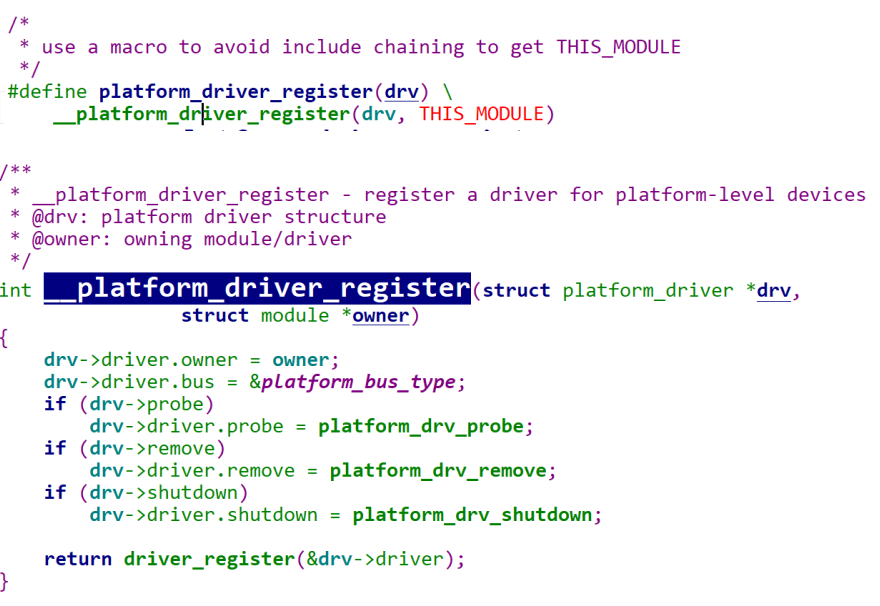 /*
 * use a macro to avoid include chaining to get THIS_MODULE
 */
#define platform_driver_register(drv) \
    __platform_driver_register(drv, THIS_MODULE)
/**
 * __platform_driver_register - register a driver for platform-level devices
 * @drv: platform driver structure
 * @owner: owning module/driver
 */
int __platform_driver_register(struct platform_driver *drv,
                struct module *owner)
{
    drv->driver.owner = owner;
    drv->driver.bus = &platform_bus_type;
    if (drv->probe)
        drv->driver.probe = platform_drv_probe;
    if (drv->remove)
        drv->driver.remove = platform_drv_remove;
    if (drv->shutdown)
        drv->driver.shutdown = platform_drv_shutdown;

    return driver_register(&drv->driver);
}